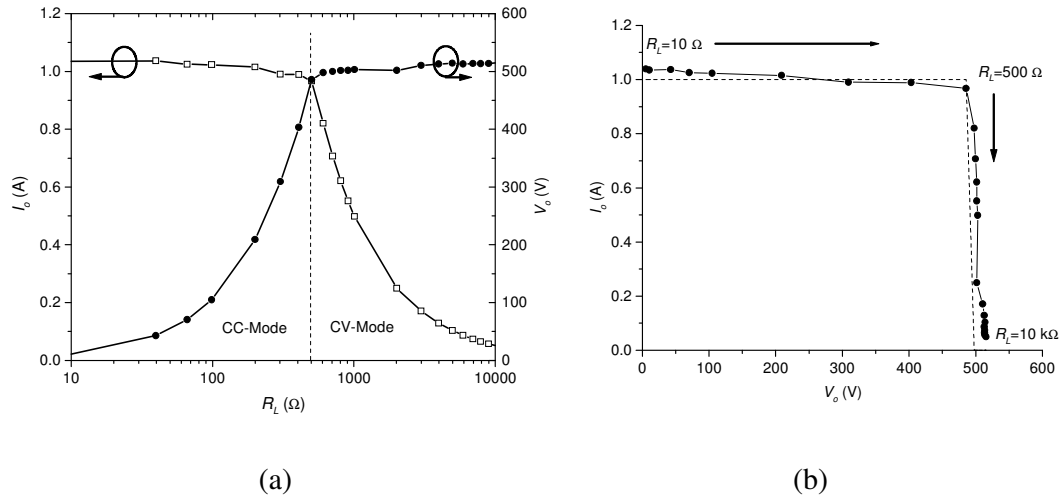 1.2
1.0
0.8
0.6
0.4
0.2
0.0
I_o (A)
600
500
400
300
200
100
0
V_o (V)
CC-Mode
CV-Mode
10
100
1000
10000
R_L (Ω)
(a)
1.2
1.0
0.8
0.6
0.4
0.2
0.0
I_o (A)
R_L=10 Ω
R_L=500 Ω
R_L=10 kΩ
0
100
200
300
400
500
600
V_o (V)
(b)